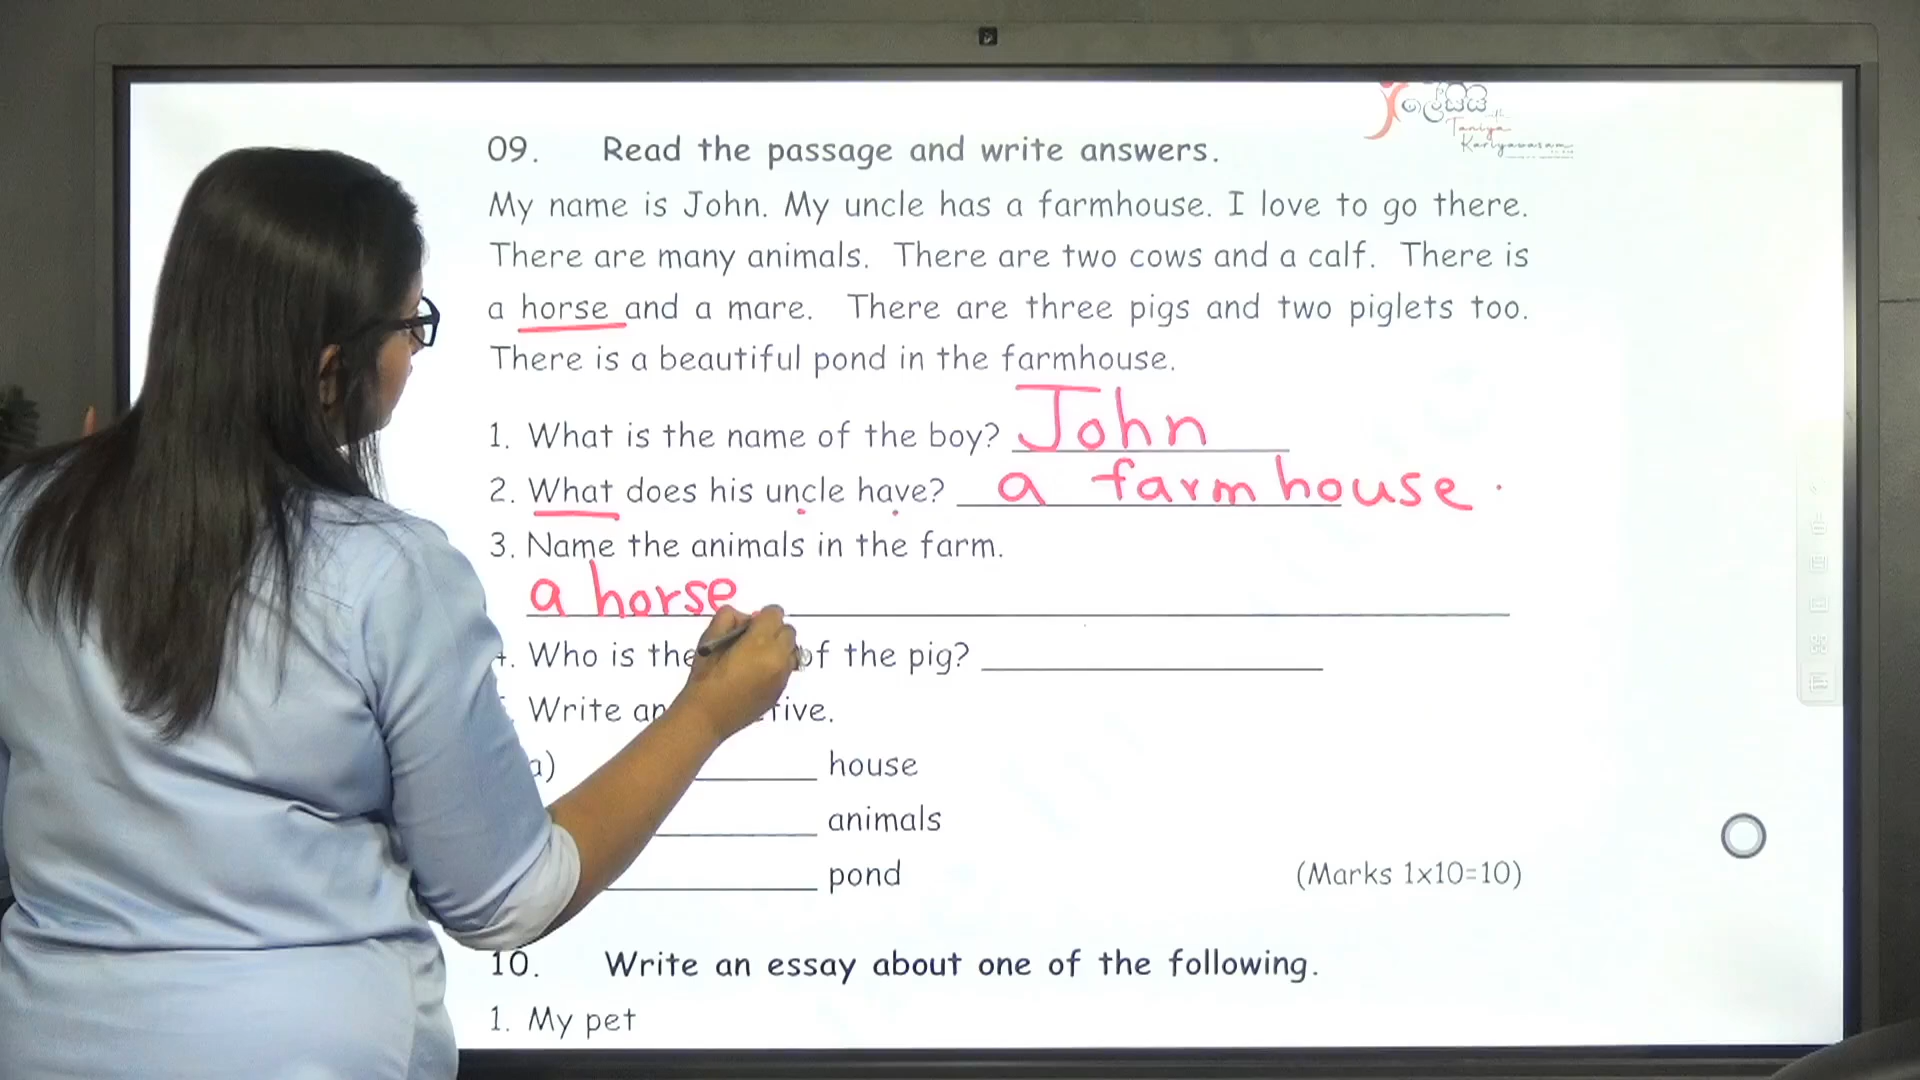 ලේසියි
with
Taniya
Kariyawasam
09. Read the passage and write answers.
My name is John. My uncle has a farmhouse. I love to go there.
There are many animals. There are two cows and a calf. There is
a horse and a mare. There are three pigs and two piglets too.
There is a beautiful pond in the farmhouse.
1. What is the name of the boy? John
2. What does his uncle have? a farm house.
3. Name the animals in the farm.
a horse
. Who is the of the pig?
Write an
a) house
animals
pond
(Marks 1x10=10)
10. Write an essay about one of the following.
1. My pet